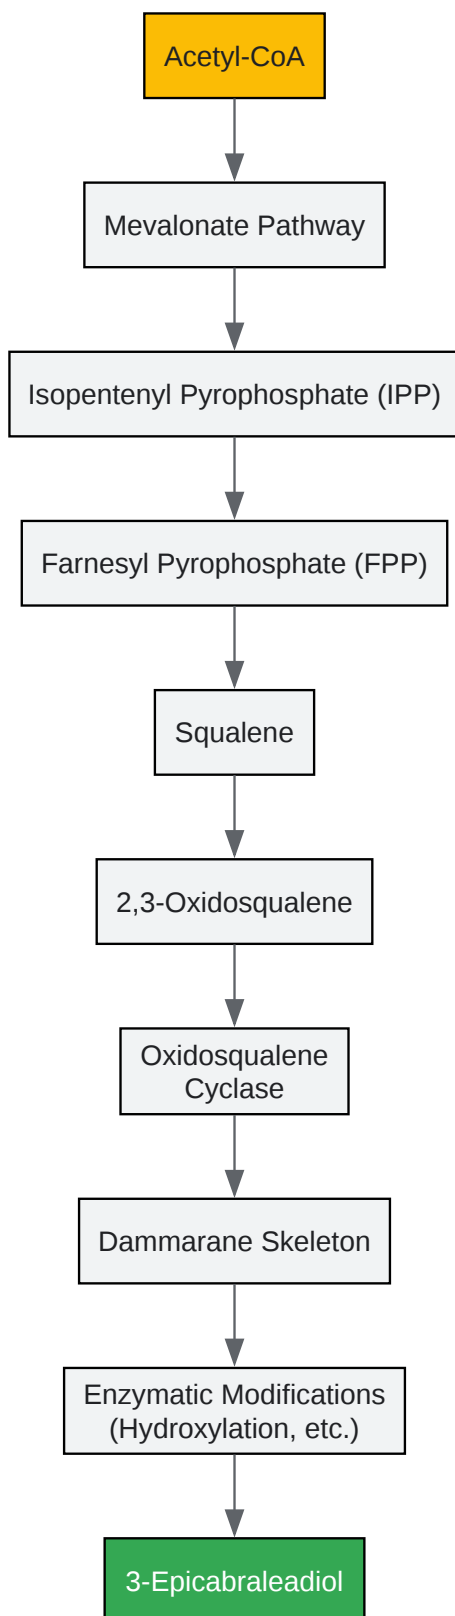 Acetyl-CoA
Mevalonate Pathway
Isopentenyl Pyrophosphate (IPP)
Farnesyl Pyrophosphate (FPP)
Squalene
2,3-Oxidosqualene
Oxidosqualene
Cyclase
Dammarane Skeleton
Enzymatic Modifications
(Hydroxylation, etc.)
3-Epicabraleadiol